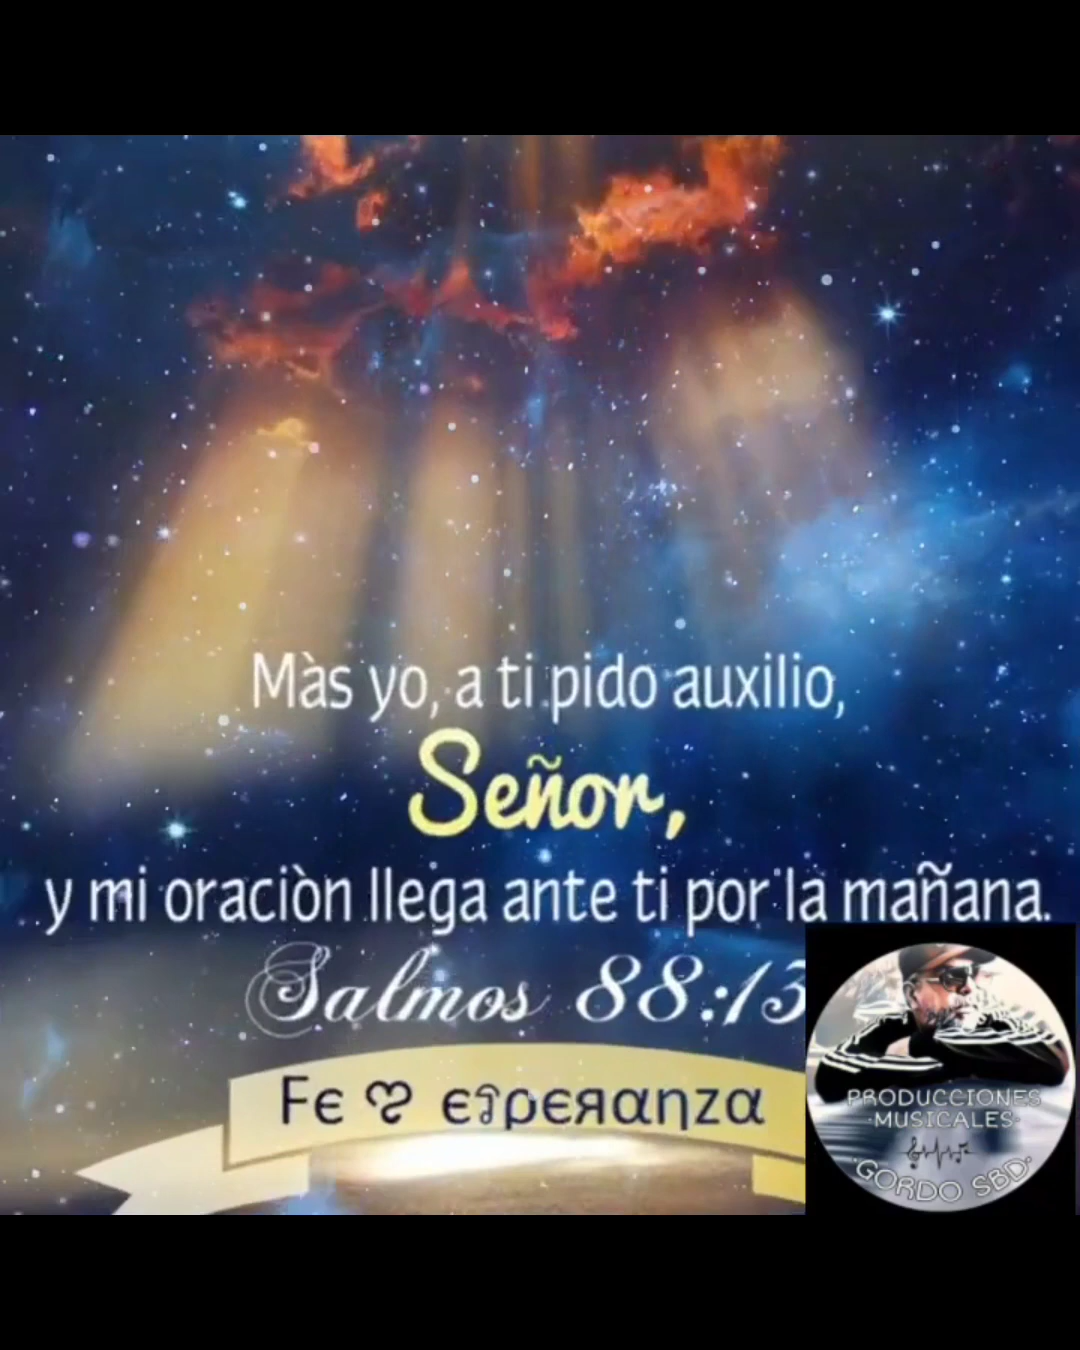 Màs yo, a ti pido auxilio,
Señor,
y mi oraciòn llega ante ti por la mañana.
Salmos 88:13
Fe ღ esperanza
PRODUCCIONES
·MUSICALES·
·GORDO SBD·